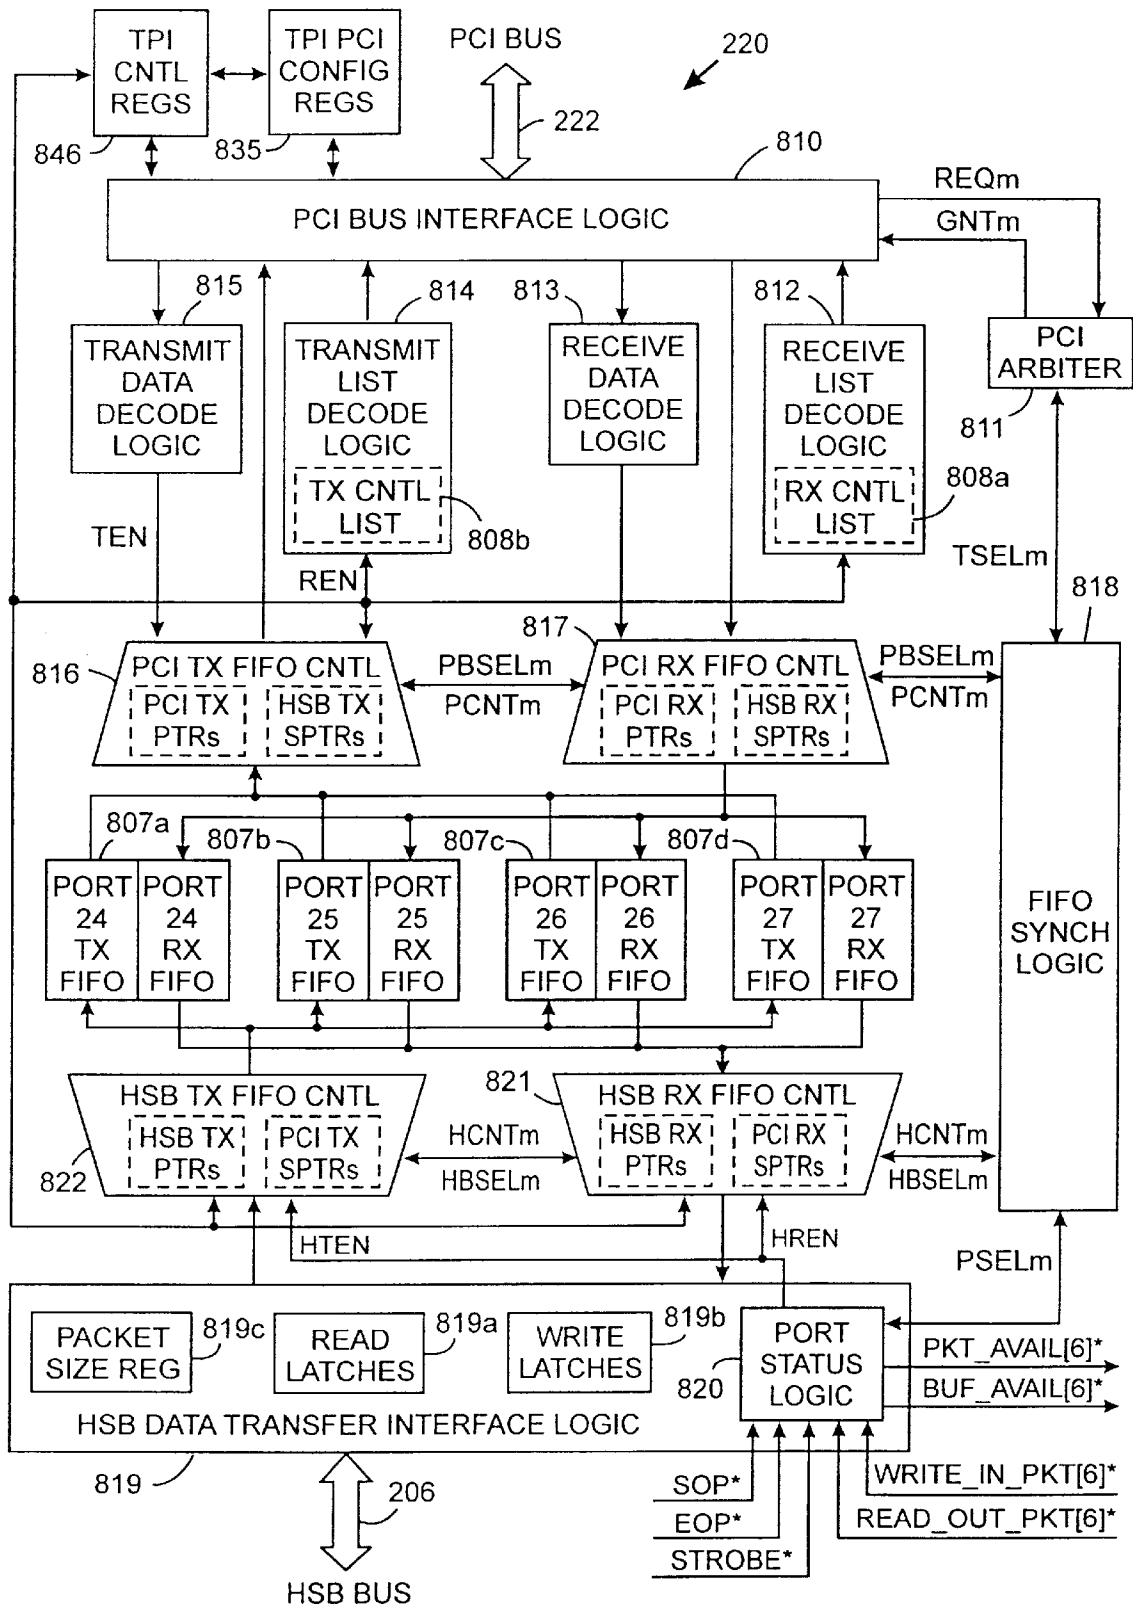 TPI
CNTL
REGS
TPI PCI
CONFIG
REGS
PCI BUS
220
222
846
835
810
PCI BUS INTERFACE LOGIC
REQm
GNTm
815
814
813
812
TRANSMIT
DATA
DECODE
LOGIC
TRANSMIT
LIST
DECODE
LOGIC
TX CNTL
LIST
RECEIVE
DATA
DECODE
LOGIC
RECEIVE
LIST
DECODE
LOGIC
RX CNTL
LIST
PCI
ARBITER
811
808a
808b
TEN
REN
TSELm
818
817
816
PCI TX FIFO CNTL
PCI TX
PTRs
HSB TX
SPTRs
PBSELm
PCNTm
PCI RX FIFO CNTL
PCI RX
PTRs
HSB RX
SPTRs
PBSELm
PCNTm
807a
807b
807c
807d
PORT
24
TX
FIFO
PORT
24
RX
FIFO
PORT
25
TX
FIFO
PORT
25
RX
FIFO
PORT
26
TX
FIFO
PORT
26
RX
FIFO
PORT
27
TX
FIFO
PORT
27
RX
FIFO
FIFO
SYNCH
LOGIC
HSB TX FIFO CNTL
HSB TX
PTRs
PCI TX
SPTRs
822
HCNTm
HBSELm
821
HSB RX FIFO CNTL
HSB RX
PTRs
PCI RX
SPTRs
HCNTm
HBSELm
HTEN
HREN
PSELm
PACKET
SIZE REG
819c
READ
LATCHES
819a
WRITE
LATCHES
819b
820
PORT
STATUS
LOGIC
PKT_AVAIL[6]*
BUF_AVAIL[6]*
HSB DATA TRANSFER INTERFACE LOGIC
819
206
HSB BUS
SOP*
EOP*
STROBE*
WRITE_IN_PKT[6]*
READ_OUT_PKT[6]*